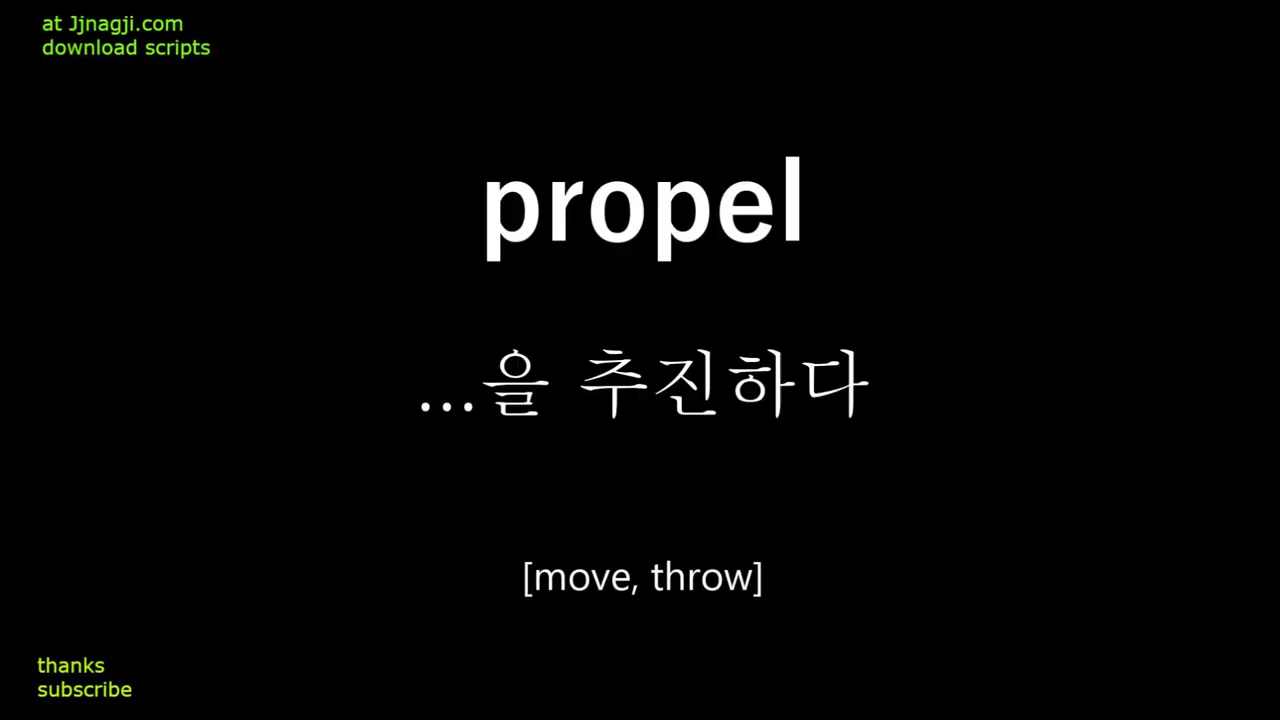 at Jjnagji.com
download scripts
propel
...을 추진하다
[move, throw]
thanks
subscribe